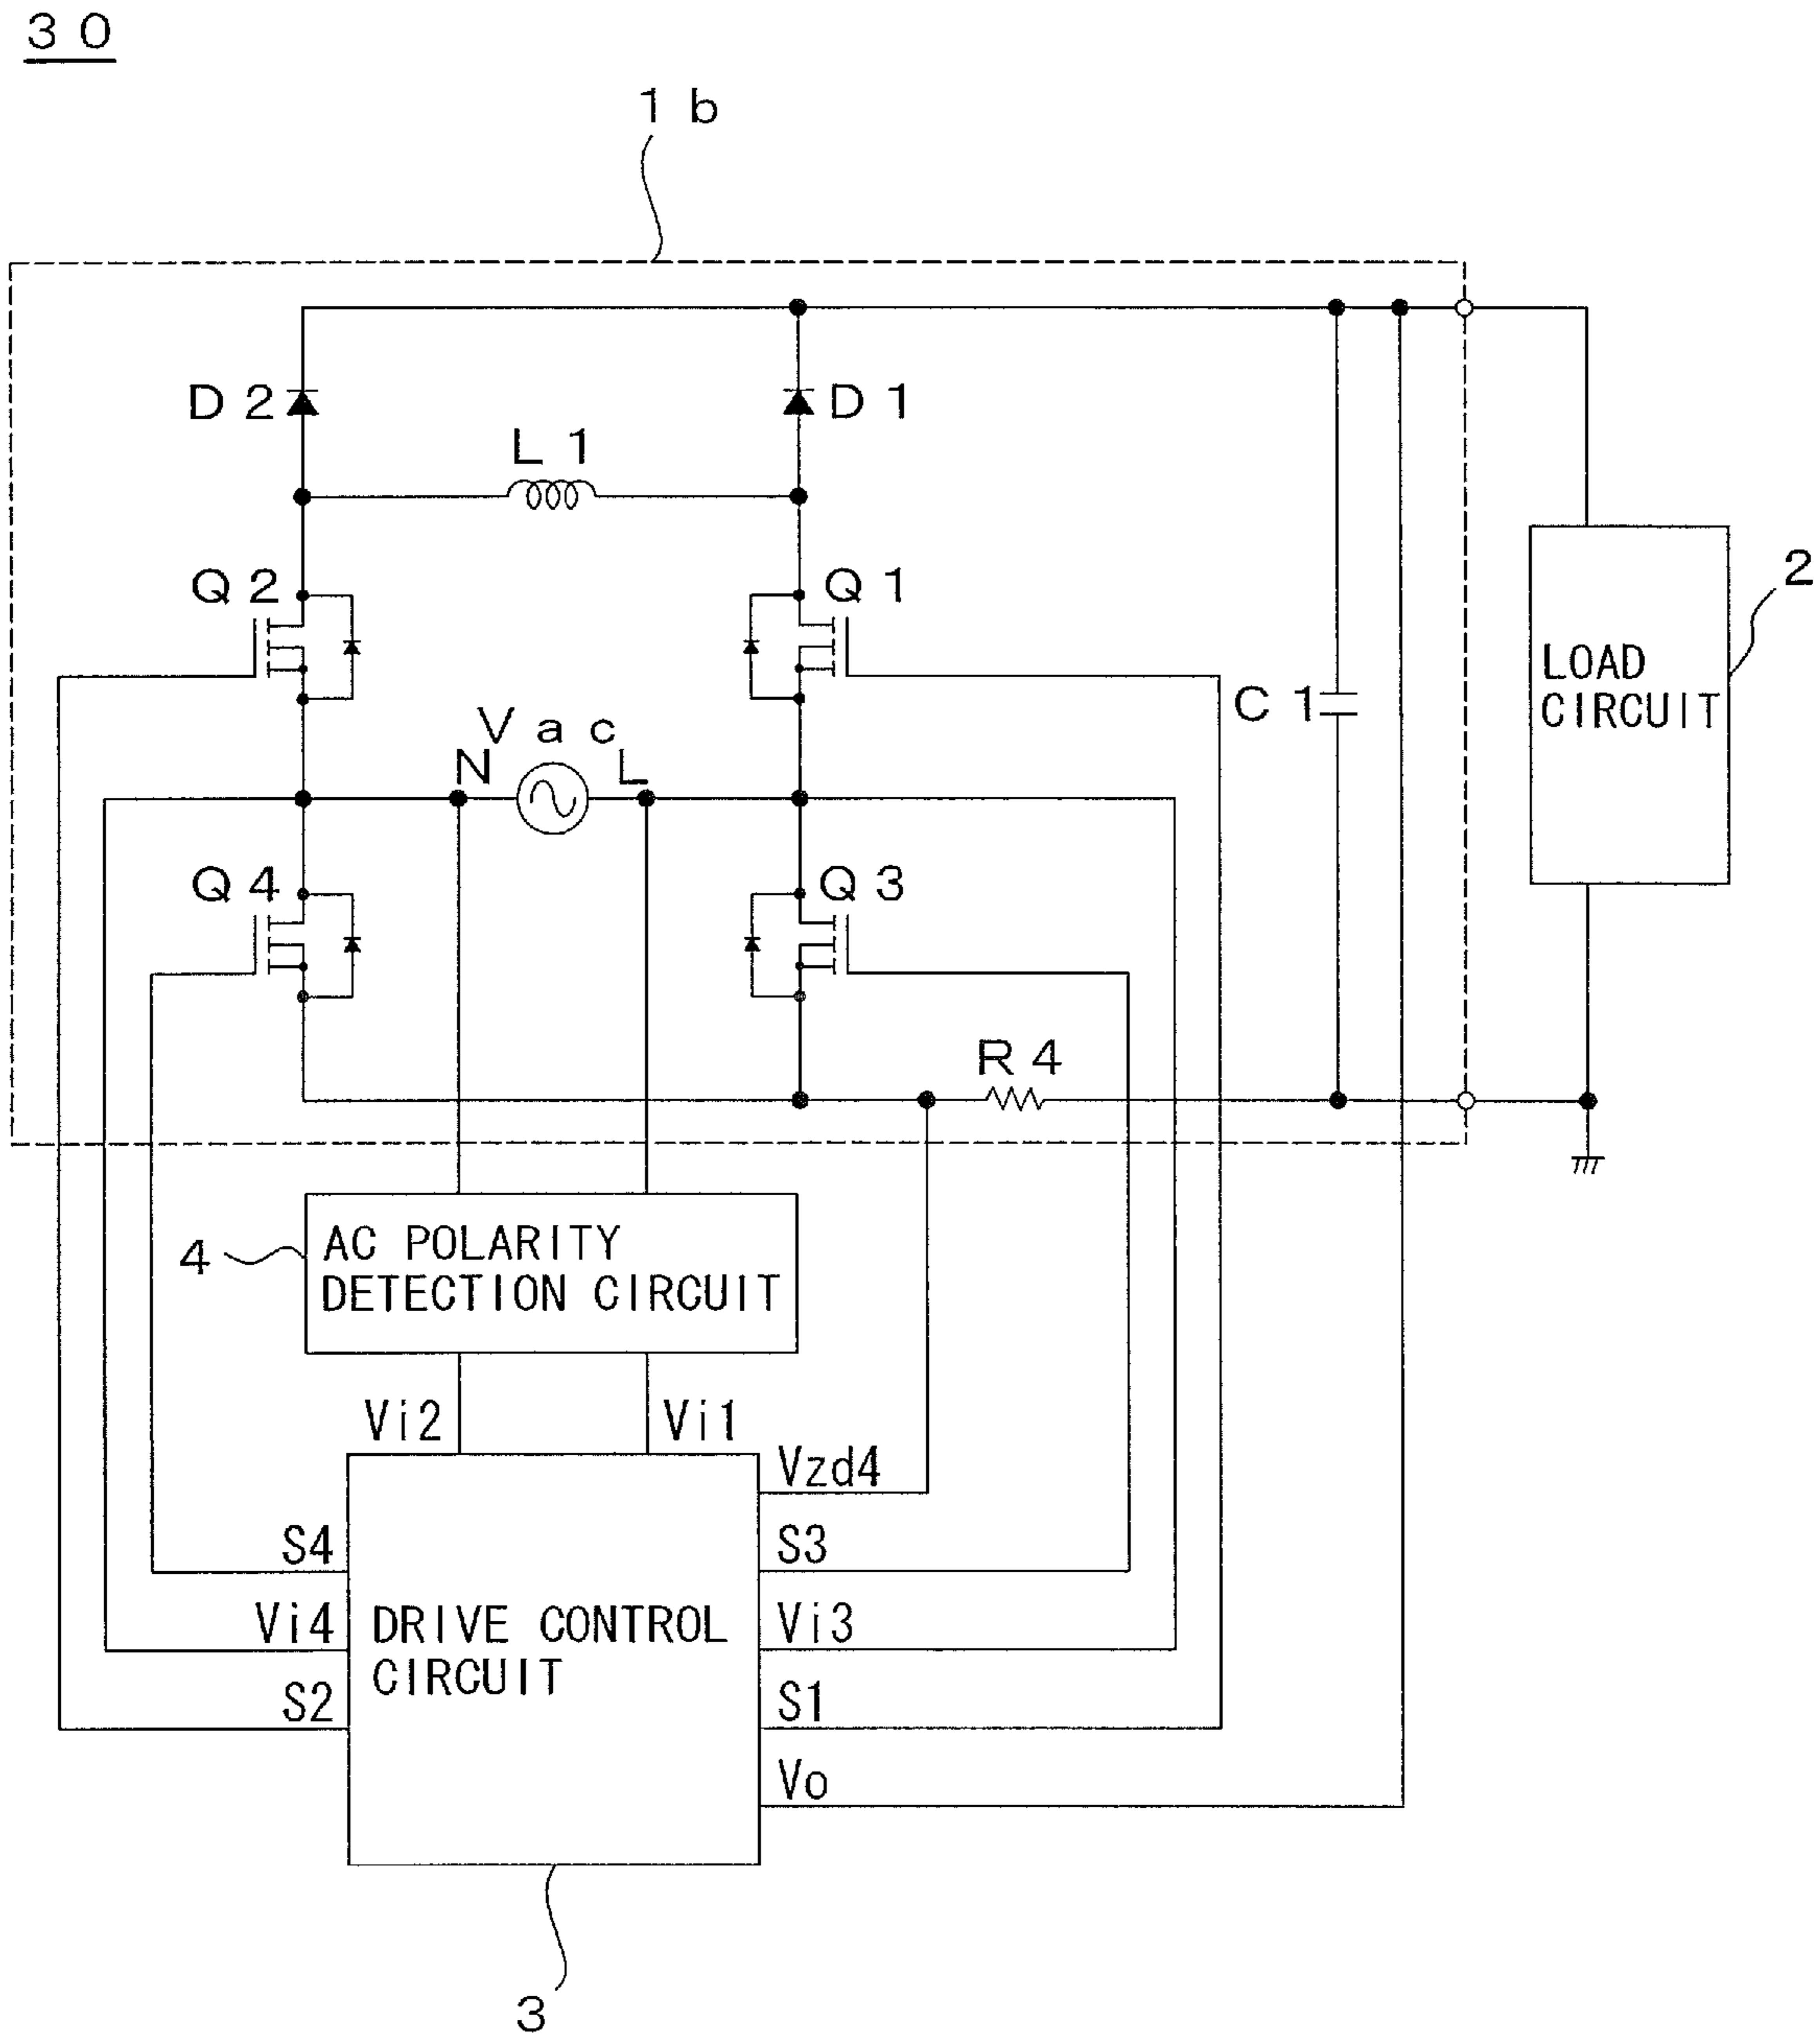 30
1b
D2
D1
L1
Q2
Q1
2
LOAD
CIRCUIT
C1
Vac
N
L
Q4
Q3
R4
4
AC POLARITY
DETECTION CIRCUIT
Vi2
Vi1
Vzd4
S4
S3
Vi4
Vi3
DRIVE CONTROL
CIRCUIT
S2
S1
Vo
3